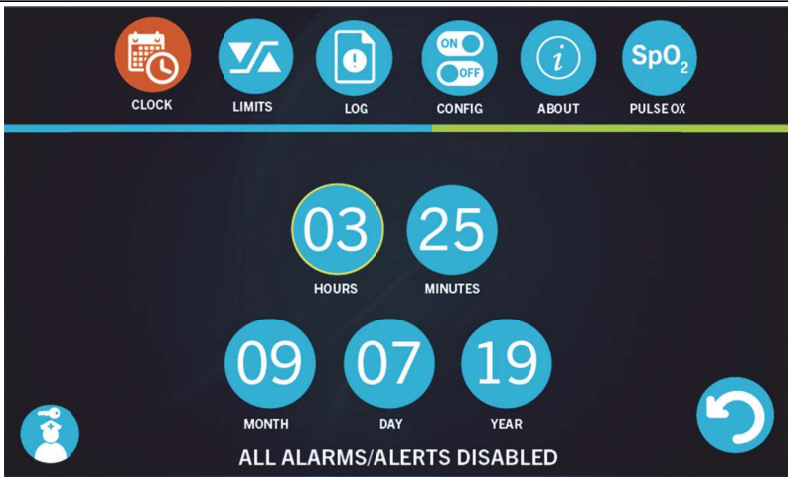 ON
OFF
i
SpO₂
CLOCK LIMITS LOG CONFIG ABOUT PULSE OX
03 25
HOURS MINUTES
09 07 19
MONTH DAY YEAR
ALL ALARMS/ALERTS DISABLED